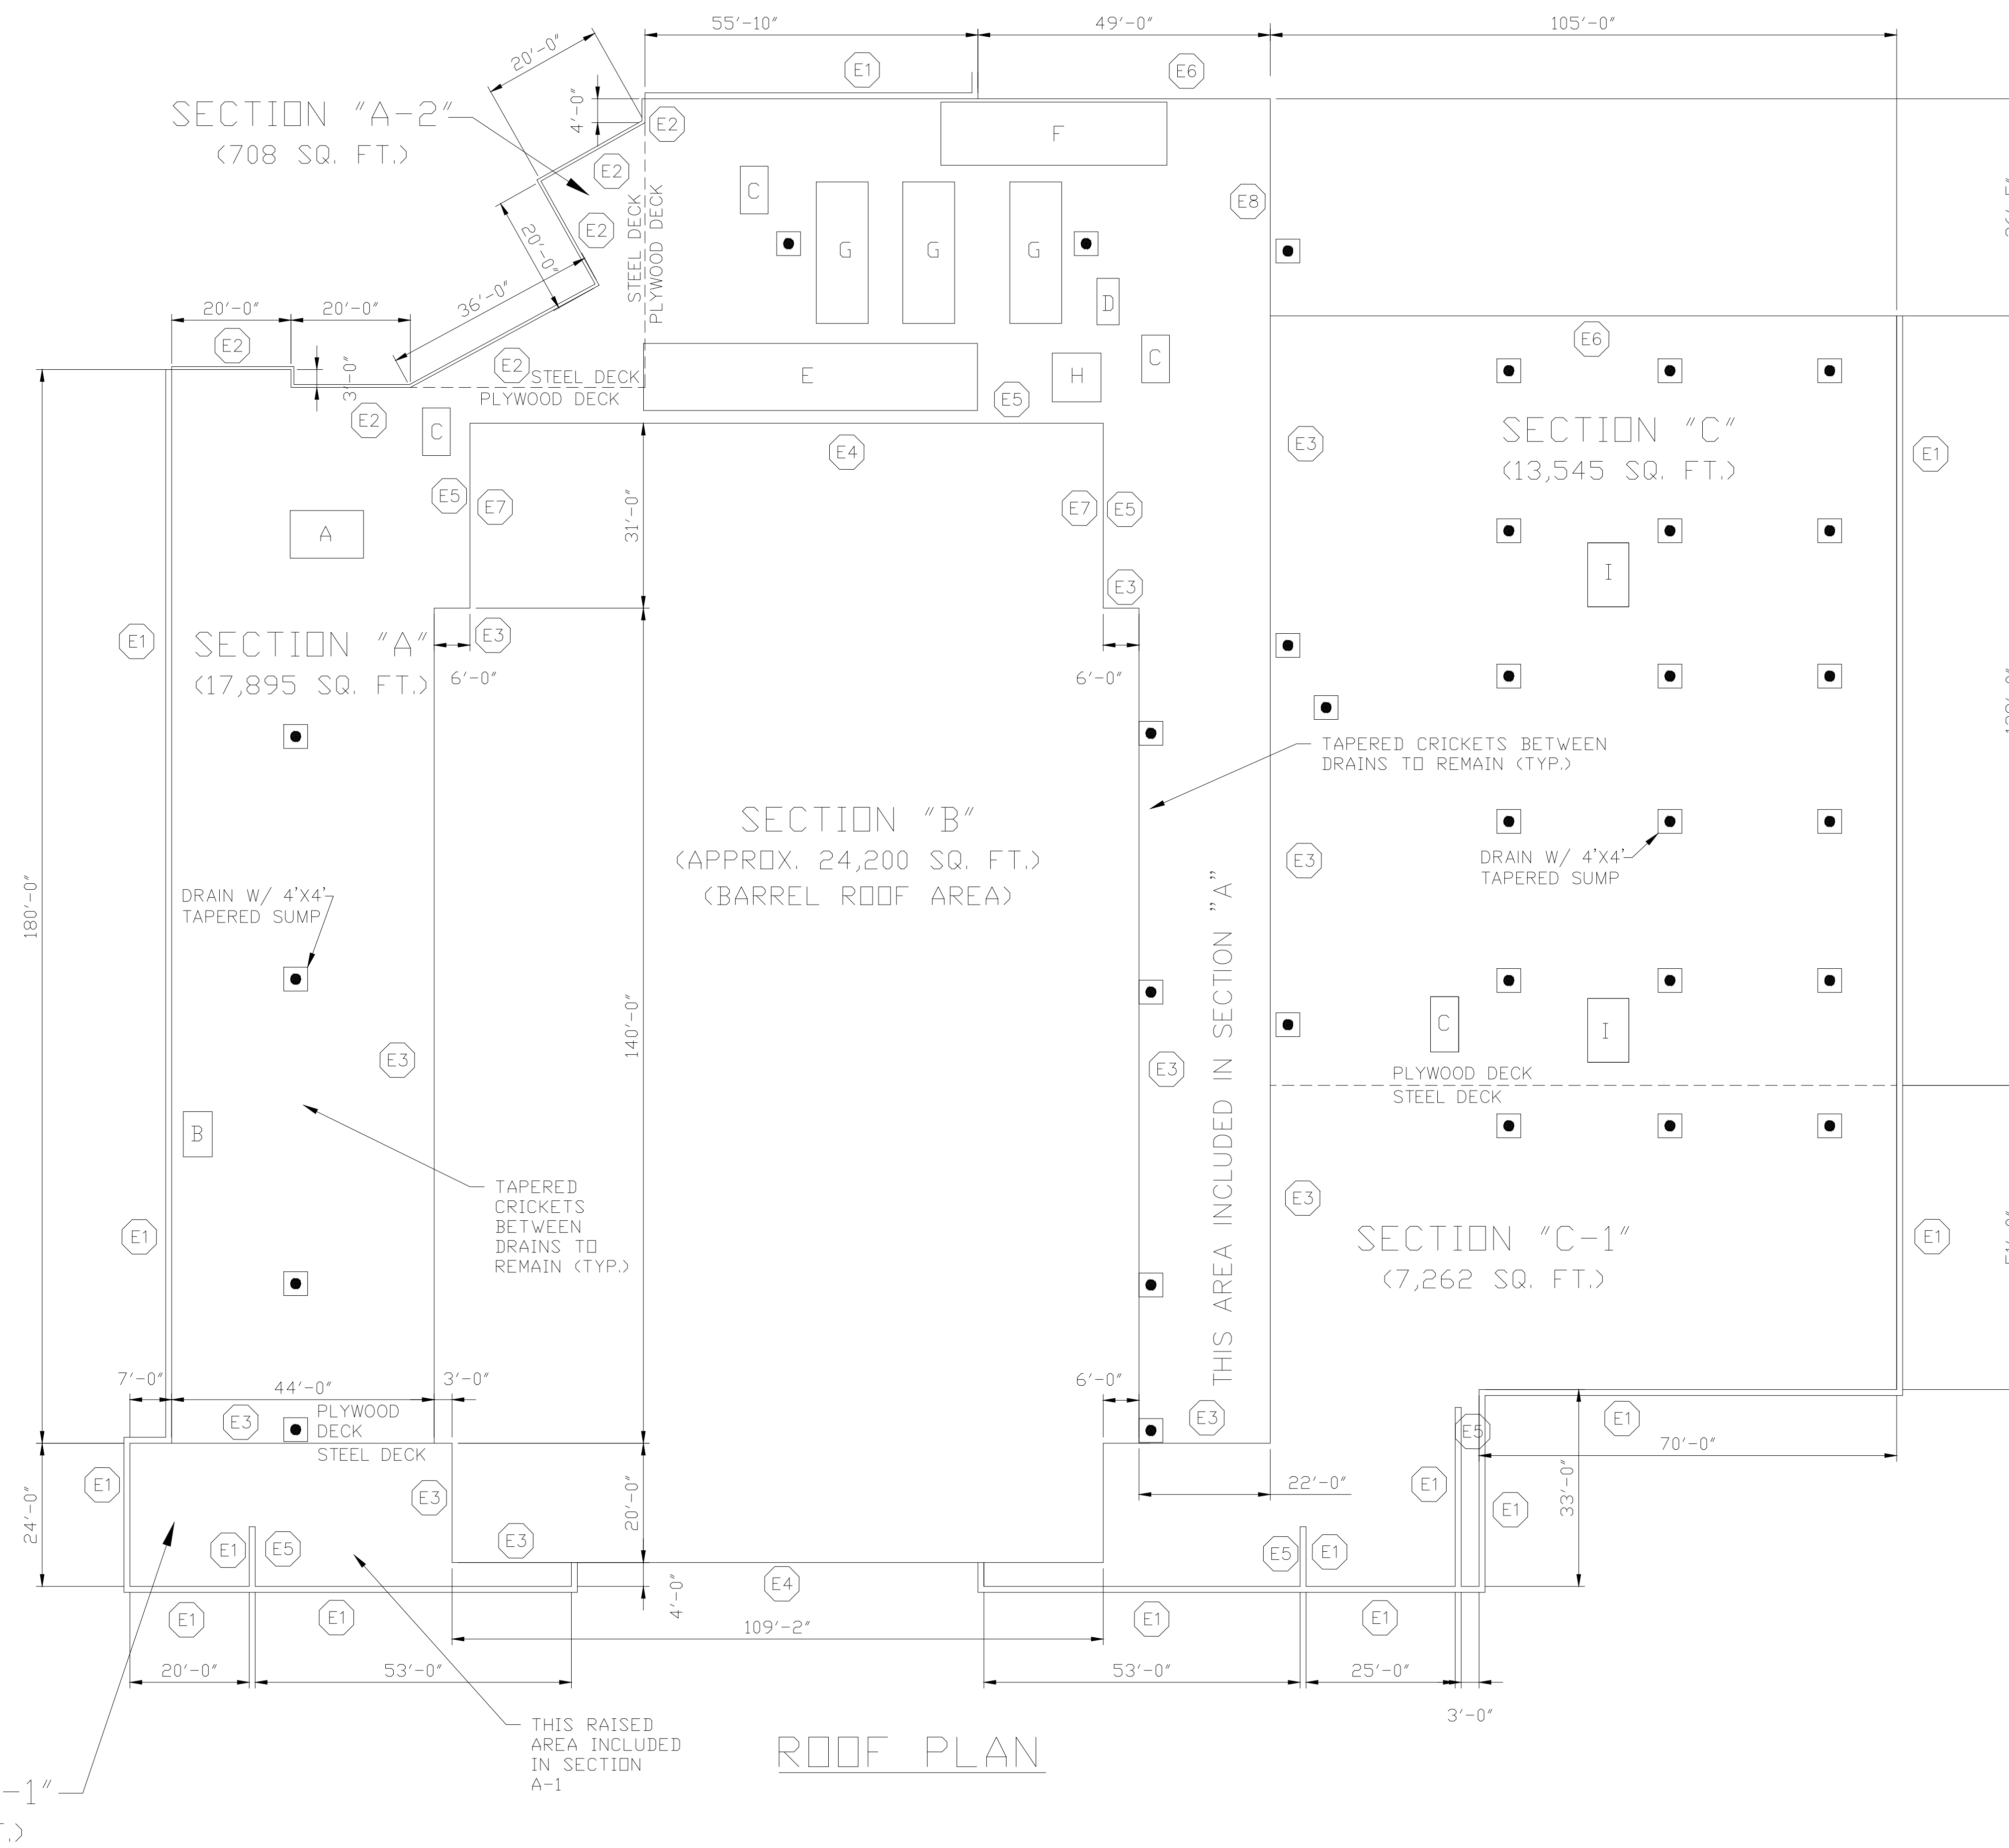 55'-10"
49'-0"
105'-0"
20'-0"
E1
E6
SECTION "A-2"
(708 SQ. FT.)
4'-0"
E2
F
E2
C
E8
E2
STEEL DECK
PLYWOOD DECK
20'-0"
G
G
G
36'-0"
D
20'-0"
20'-0"
E2
3'-0"
E2
STEEL DECK
PLYWOOD DECK
E
H
C
E5
E6
E2
C
E4
SECTION "C"
(13,545 SQ. FT.)
E3
E1
E5
E7
31'-0"
E7
E5
A
I
E3
E1
SECTION "A"
(17,895 SQ. FT.)
E3
6'-0"
6'-0"
TAPERED CRICKETS BETWEEN
DRAINS TO REMAIN (TYP.)
SECTION "B"
(APPROX. 24,200 SQ. FT.)
(BARREL ROOF AREA)
E3
DRAIN W/ 4'X4'
TAPERED SUMP
180'-0"
DRAIN W/ 4'X4'
TAPERED SUMP
THIS AREA INCLUDED IN SECTION "A"
140'-0"
E3
E3
C
I
PLYWOOD DECK
STEEL DECK
B
TAPERED
CRICKETS
BETWEEN
DRAINS TO
REMAIN (TYP.)
E1
E3
SECTION "C-1"
(7,262 SQ. FT.)
E1
7'-0"
44'-0"
3'-0"
6'-0"
E3
PLYWOOD
DECK
STEEL DECK
E3
E5
E1
70'-0"
24'-0"
E1
E3
20'-0"
22'-0"
E1
E1
33'-0"
E1
E5
E3
E5
E1
4'-0"
E4
E1
E1
109'-2"
E1
E1
20'-0"
53'-0"
53'-0"
25'-0"
3'-0"
THIS RAISED
AREA INCLUDED
IN SECTION
A-1
ROOF PLAN
-1"
T.)